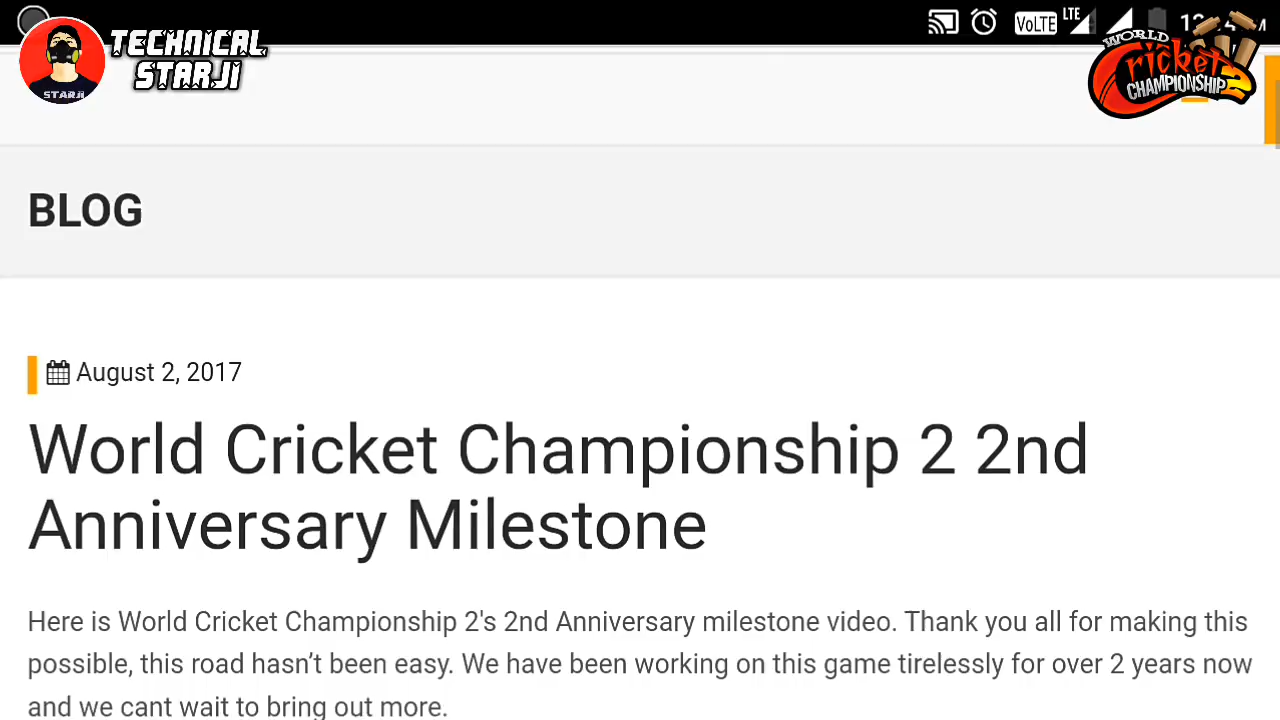 TECHNICAL
STARJI
STARJI
VoLTE
LTE
WORLD
Cricket
CHAMPIONSHIP 2
BLOG
August 2, 2017
World Cricket Championship 2 2nd
Anniversary Milestone
Here is World Cricket Championship 2's 2nd Anniversary milestone video. Thank you all for making this
possible, this road hasn’t been easy. We have been working on this game tirelessly for over 2 years now
and we cant wait to bring out more.